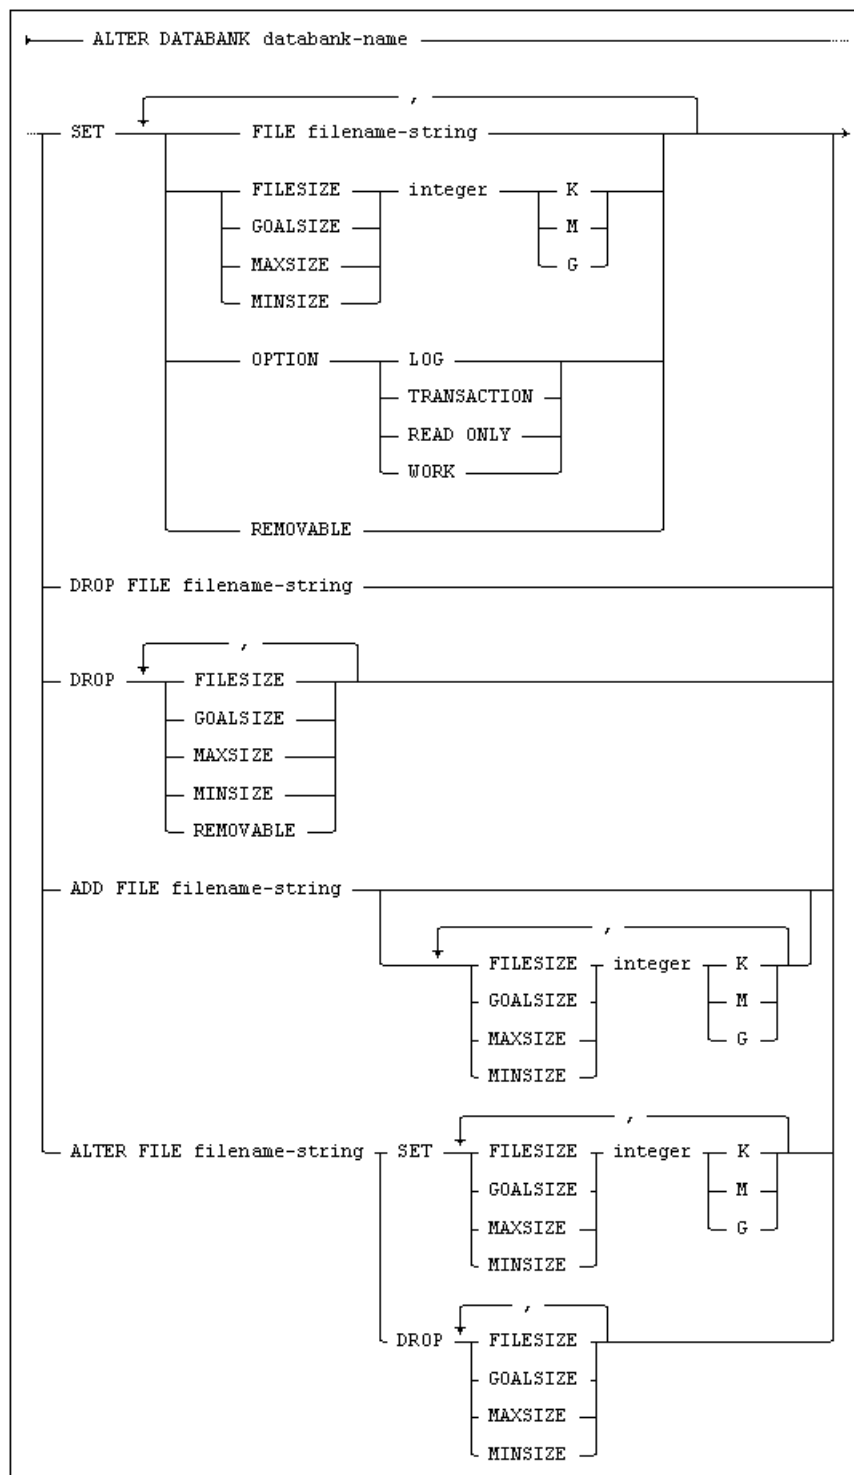 ALTER DATABANK databank-name
,
SET FILE filename-string
FILESIZE integer K
GOALSIZE M
MAXSIZE G
MINSIZE
OPTION LOG
TRANSACTION
READ ONLY
WORK
REMOVABLE
DROP FILE filename-string
,
DROP FILESIZE
GOALSIZE
MAXSIZE
MINSIZE
REMOVABLE
ADD FILE filename-string
,
FILESIZE integer K
GOALSIZE M
MAXSIZE G
MINSIZE
,
ALTER FILE filename-string SET FILESIZE integer K
GOALSIZE M
MAXSIZE G
MINSIZE
,
DROP FILESIZE
GOALSIZE
MAXSIZE
MINSIZE